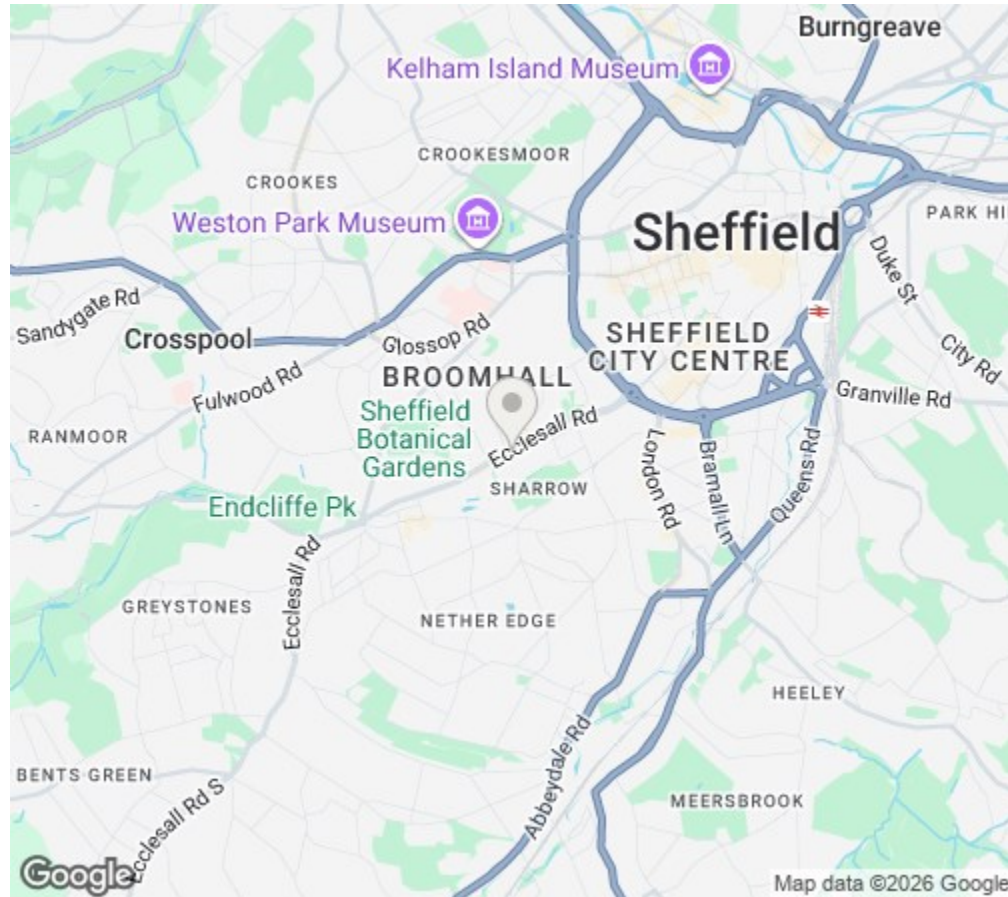 Burngreave
Kelham Island Museum
CROOKESMOOR
CROOKES
Weston Park Museum
Sheffield
PARK HI
Duke St
Sandygate Rd
Crosspool
Glossop Rd
SHEFFIELD
CITY CENTRE
City Rd
Fulwood Rd
BROOMHALL
Granville Rd
Sheffield
Botanical
Gardens
Ecclesall Rd
RANMOOR
London Rd
Bramall Ln
Queens Rd
SHARROW
Endcliffe Pk
Ecclesall Rd
GREYSTONES
NETHER EDGE
HEELEY
Abbeydale Rd
BENTS GREEN
Ecclesall Rd S
MEERSBROOK
Google
Map data ©2026 Google